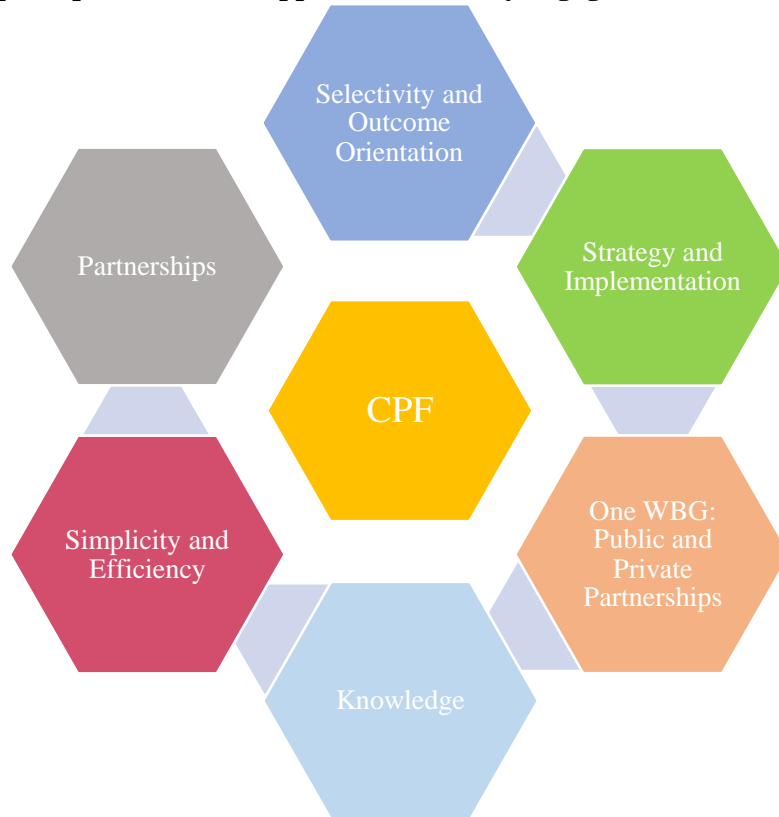 Selectivity and
Outcome
Orientation
Strategy and
Implementation
One WBG:
Public and
Private
Partnerships
Knowledge
Simplicity and
Efficiency
Partnerships
CPF